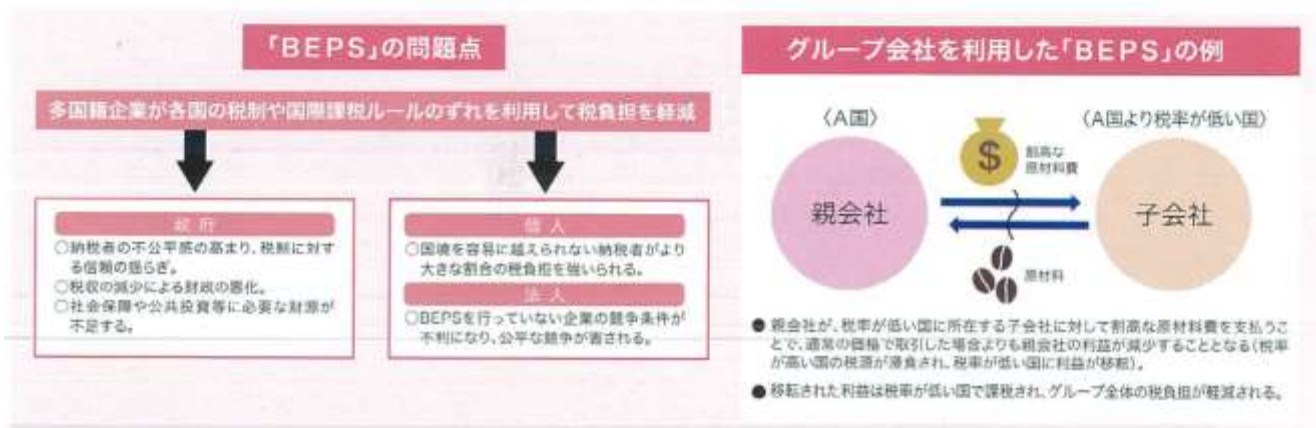 「BEPS」の問題点
多国籍企業が各国の税制や国際課税ルールのずれを利用して税負担を軽減
政府
○納税者の不公平感の高まり、税制に対す
る信頼の揺らぎ。
○税収の減少による財政の悪化。
○社会保障や公共投資等に必要な財源が
不足する。
個人
○国境を容易に越えられない納税者がより
大きな割合の税負担を強いられる。
法人
○BEPSを行っていない企業の競争条件が
不利になり、公平な競争が害される。
グループ会社を利用した「BEPS」の例
〈A国〉
〈A国より税率が低い国〉
$
割高な
原材料費
親会社
子会社
原材料
● 親会社が、税率が低い国に所在する子会社に対して割高な原材料費を支払うこ
とで、通常の価格で取引した場合よりも親会社の利益が減少することとなる(税率
が高い国の税源が浸食され、税率が低い国に利益が移転)。
● 移転された利益は税率が低い国で課税され、グループ全体の税負担が軽減される。